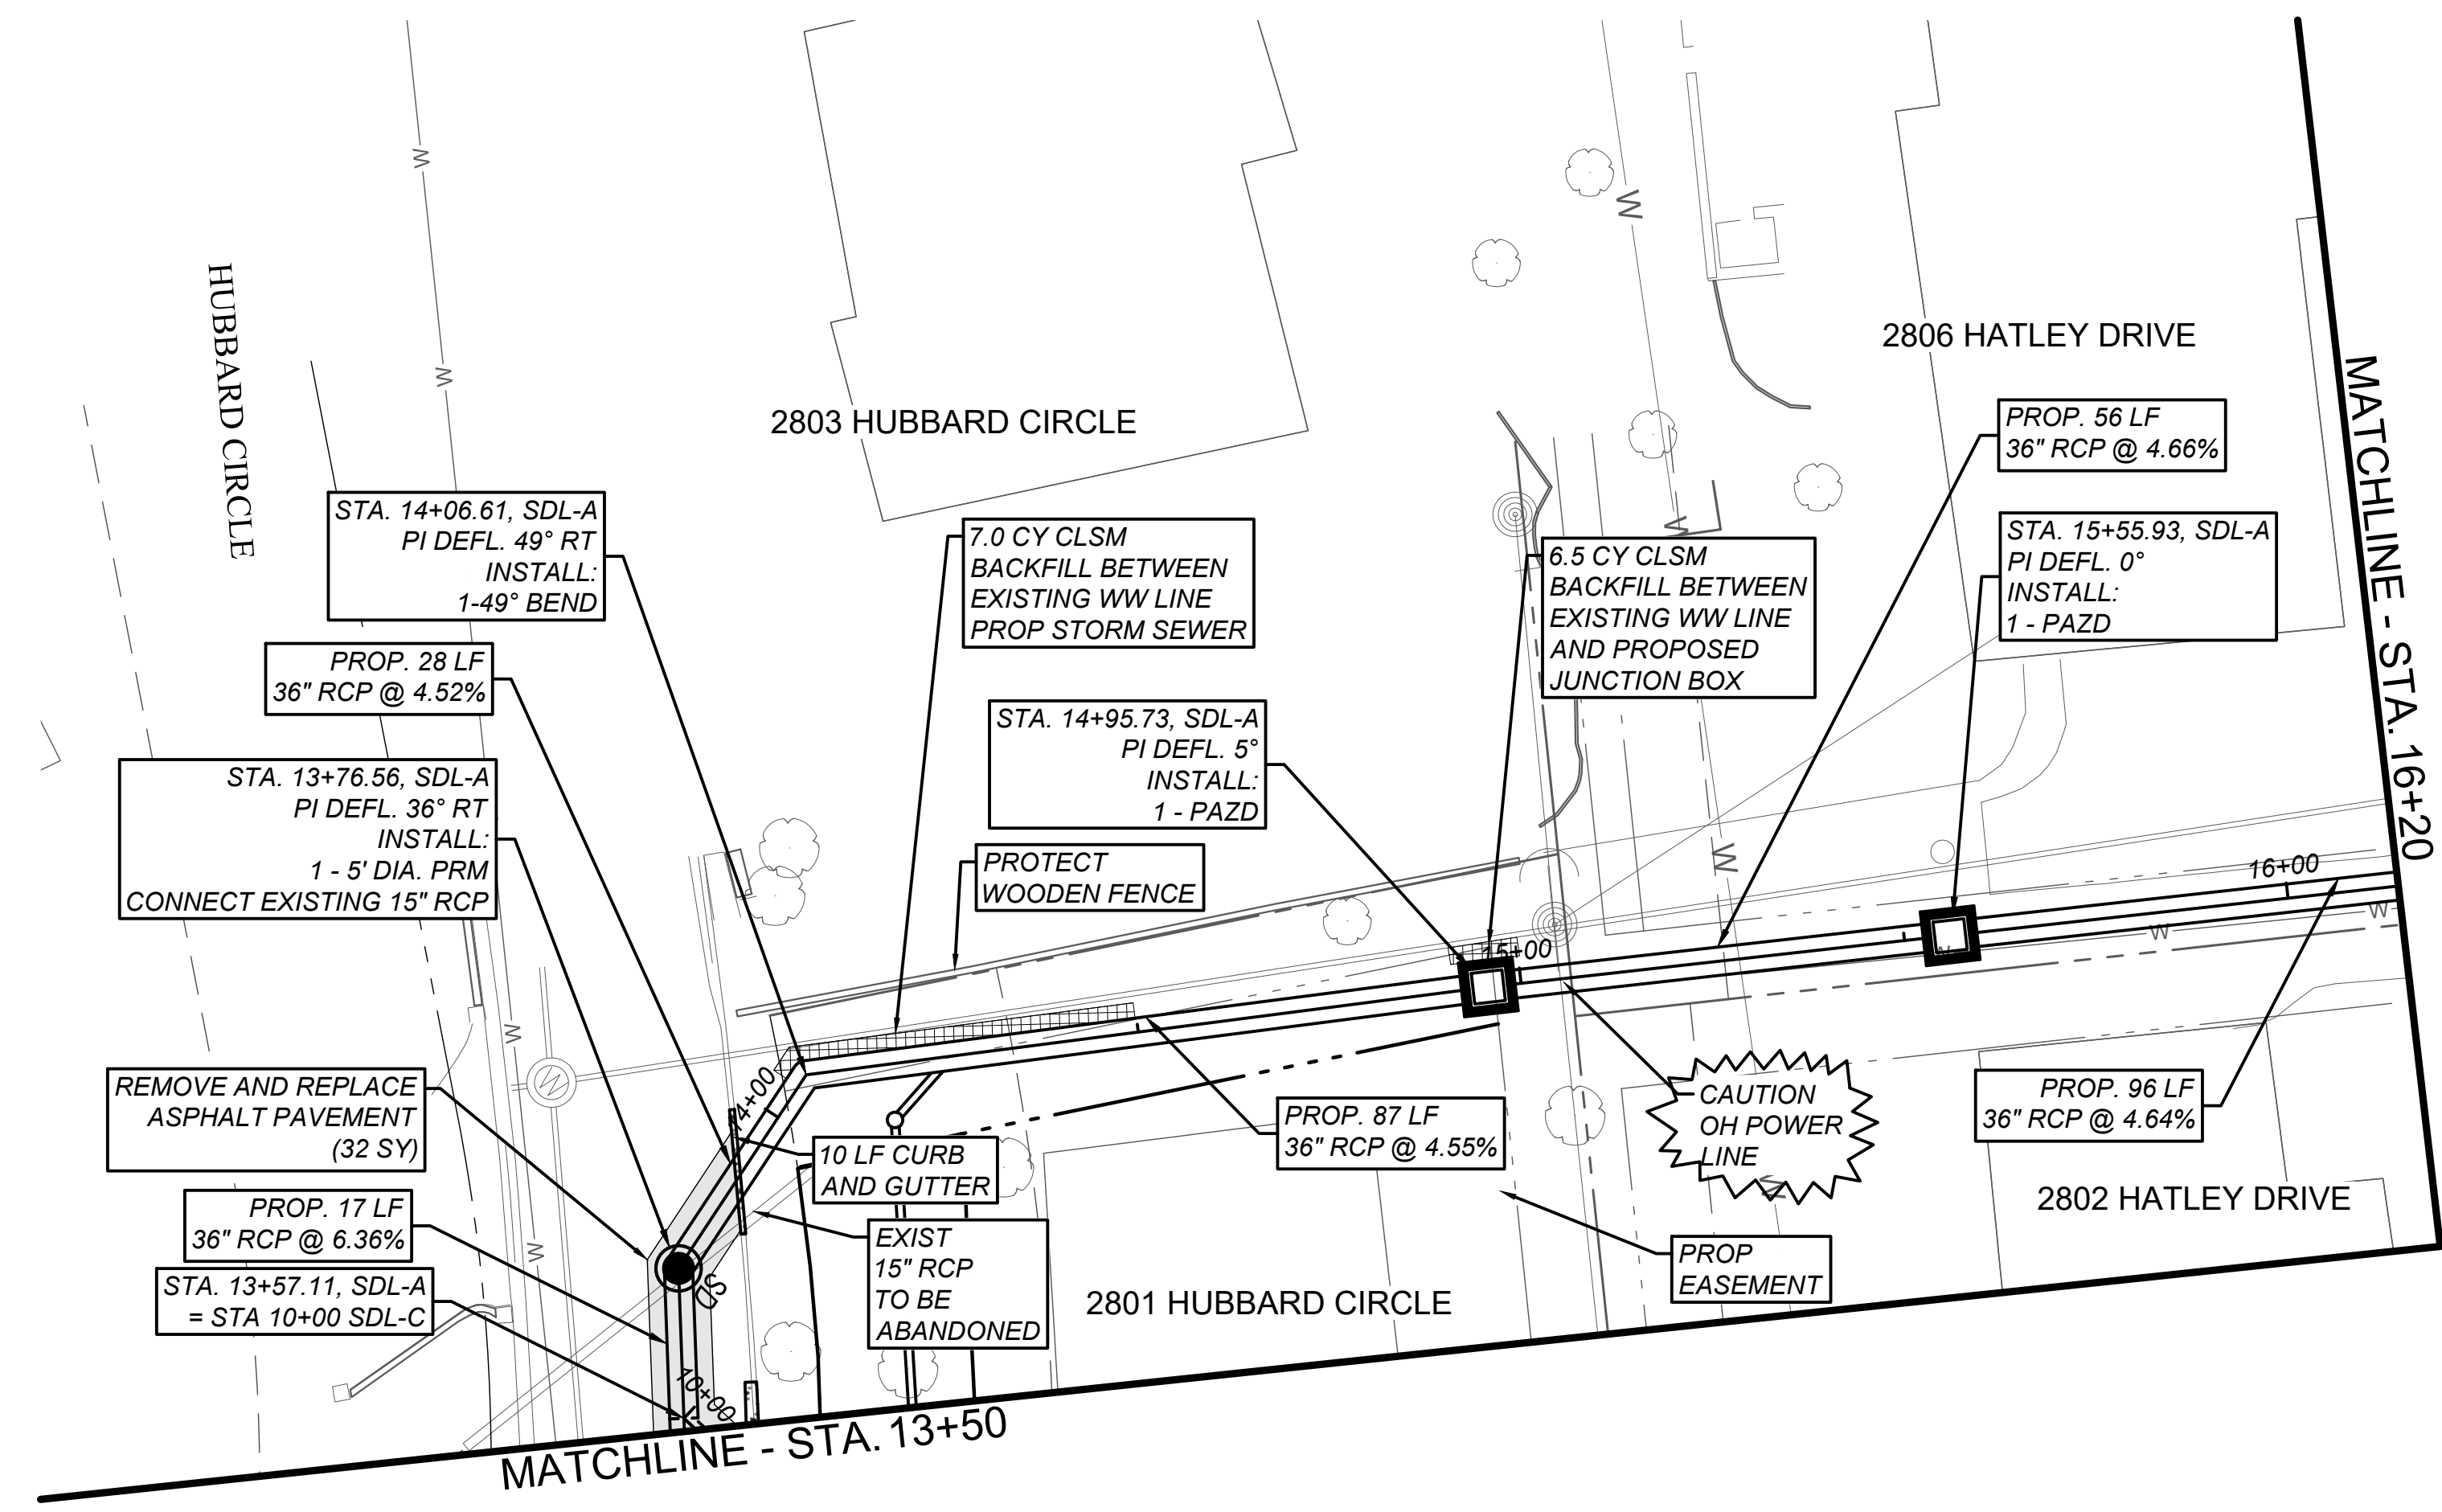 HUBBARD CIRCLE
2803 HUBBARD CIRCLE
2806 HATLEY DRIVE
MATCHLINE - STA. 16+20
PROP. 56 LF
36" RCP @ 4.66%
STA. 15+55.93, SDL-A
PI DEFL. 0°
INSTALL:
1 - PAZD
STA. 14+06.61, SDL-A
PI DEFL. 49° RT
INSTALL:
1-49° BEND
7.0 CY CLSM
BACKFILL BETWEEN
EXISTING WW LINE
PROP STORM SEWER
6.5 CY CLSM
BACKFILL BETWEEN
EXISTING WW LINE
AND PROPOSED
JUNCTION BOX
PROP. 28 LF
36" RCP @ 4.52%
STA. 14+95.73, SDL-A
PI DEFL. 5°
INSTALL:
1 - PAZD
STA. 13+76.56, SDL-A
PI DEFL. 36° RT
INSTALL:
1 - 5' DIA. PRM
CONNECT EXISTING 15" RCP
PROTECT
WOODEN FENCE
16+00
15+00
14+00
REMOVE AND REPLACE
ASPHALT PAVEMENT
(32 SY)
10 LF CURB
AND GUTTER
PROP. 87 LF
36" RCP @ 4.55%
CAUTION
OH POWER
LINE
PROP. 96 LF
36" RCP @ 4.64%
2802 HATLEY DRIVE
PROP. 17 LF
36" RCP @ 6.36%
STA. 13+57.11, SDL-A
= STA 10+00 SDL-C
EXIST
15" RCP
TO BE
ABANDONED
PROP
EASEMENT
2801 HUBBARD CIRCLE
SD
10+00
MATCHLINE - STA. 13+50
W
W
W
W
W
W
W
W
W
W
W
W